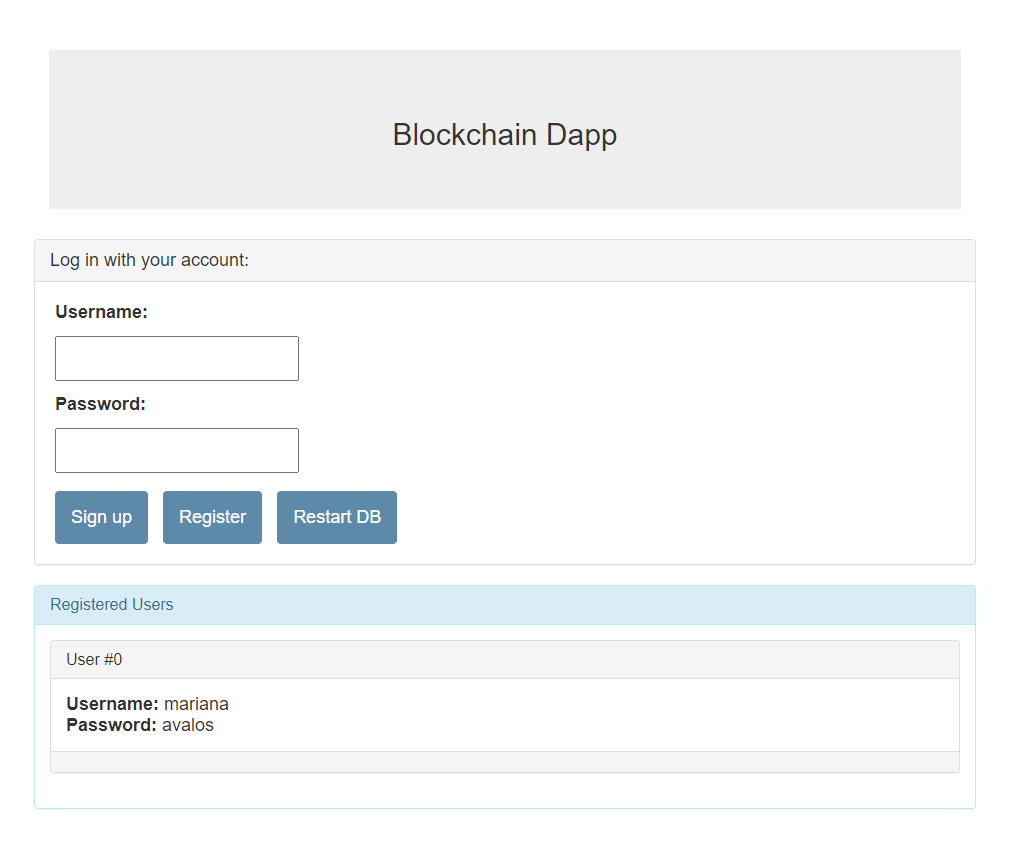 Blockchain Dapp
Log in with your account:
Username:
Password:
Sign up Register Restart DB
Registered Users
User #0
Username: mariana
Password: avalos